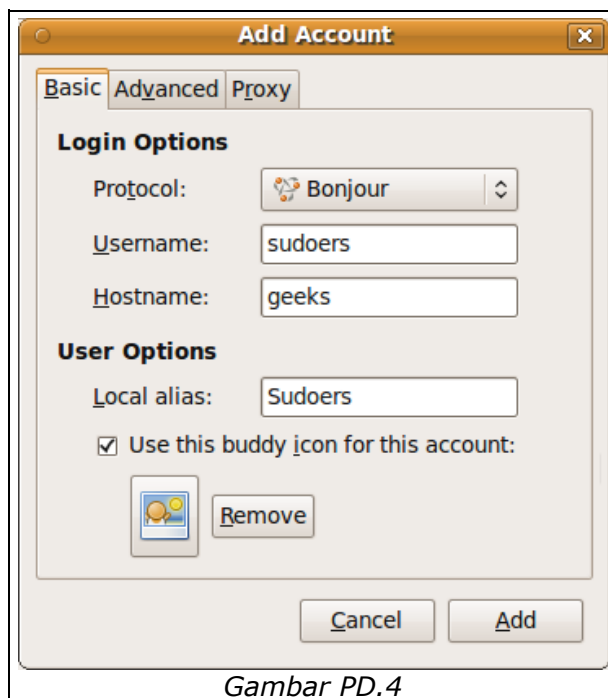 Add Account
Basic Advanced Proxy
Login Options
Protocol: Bonjour
Username: sudoers
Hostname: geeks
User Options
Local alias: Sudoers
Use this buddy icon for this account:
Remove
Cancel Add
Gambar PD.4